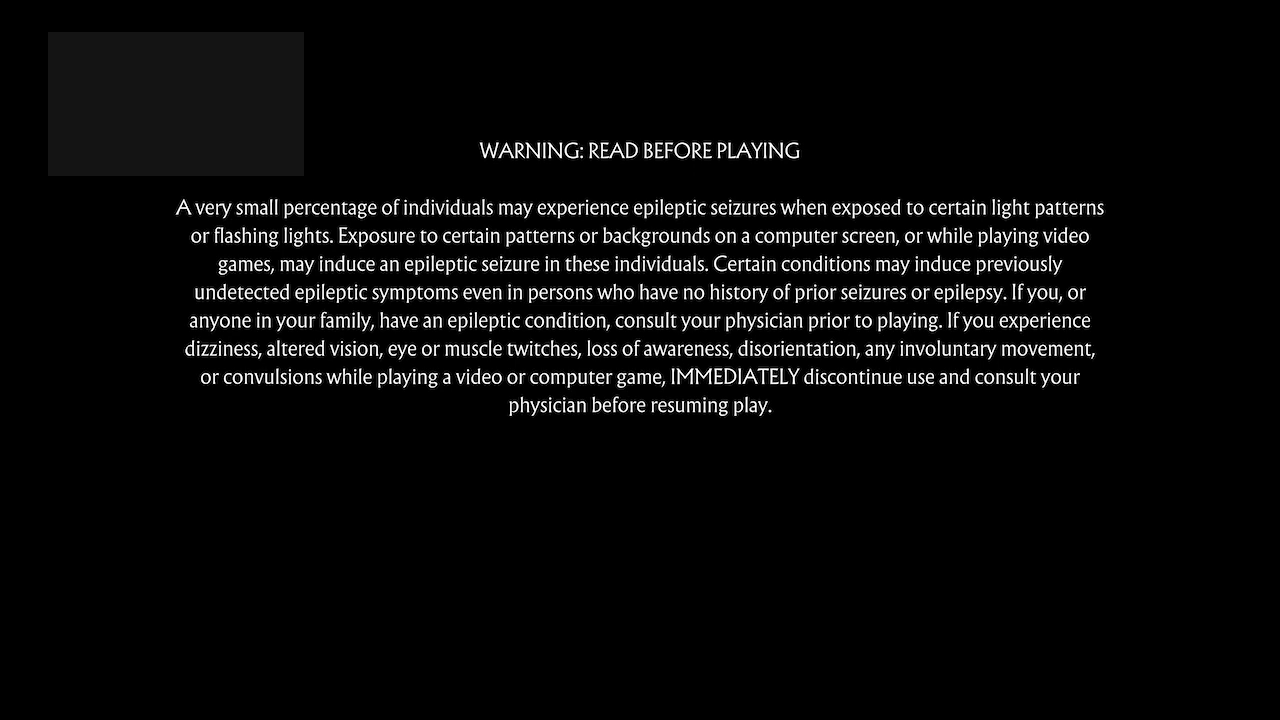 WARNING: READ BEFORE PLAYING
A very small percentage of individuals may experience epileptic seizures when exposed to certain light patterns
or flashing lights. Exposure to certain patterns or backgrounds on a computer screen, or while playing video
games, may induce an epileptic seizure in these individuals. Certain conditions may induce previously
undetected epileptic symptoms even in persons who have no history of prior seizures or epilepsy. If you, or
anyone in your family, have an epileptic condition, consult your physician prior to playing. If you experience
dizziness, altered vision, eye or muscle twitches, loss of awareness, disorientation, any involuntary movement,
or convulsions while playing a video or computer game, IMMEDIATELY discontinue use and consult your
physician before resuming play.